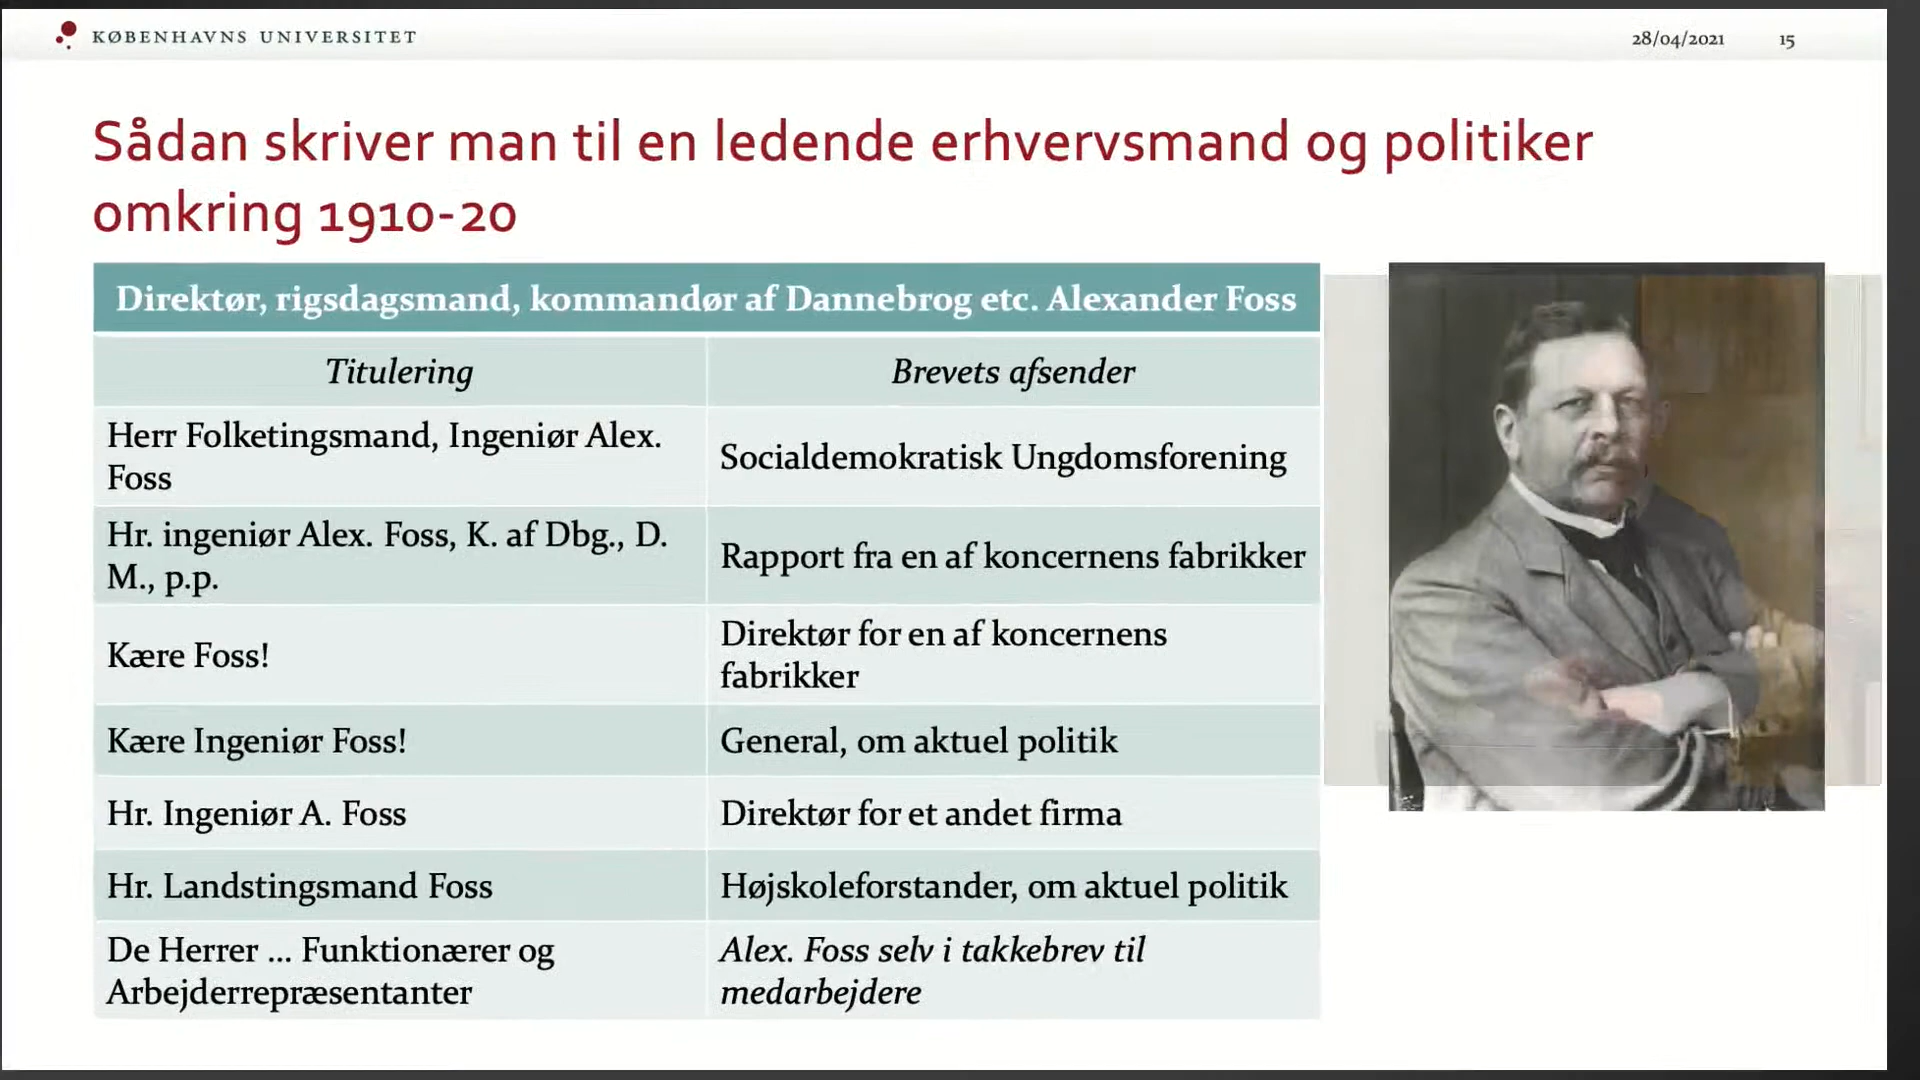 KØBENHAVNS UNIVERSITET
28/04/2021 15
Sådan skriver man til en ledende erhvervsmand og politiker
omkring 1910-20
Direktør, rigsdagsmand, kommandør af Dannebrog etc. Alexander Foss
Titulering
Brevets afsender
Herr Folketingsmand, Ingeniør Alex.
Foss
Socialdemokratisk Ungdomsforening
Hr. ingeniør Alex. Foss, K. af Dbg., D.
M., p.p.
Rapport fra en af koncernens fabrikker
Kære Foss!
Direktør for en af koncernens
fabrikker
Kære Ingeniør Foss!
General, om aktuel politik
Hr. Ingeniør A. Foss
Direktør for et andet firma
Hr. Landstingsmand Foss
Højskoleforstander, om aktuel politik
De Herrer ... Funktionærer og
Arbejderrepræsentanter
Alex. Foss selv i takkebrev til
medarbejdere